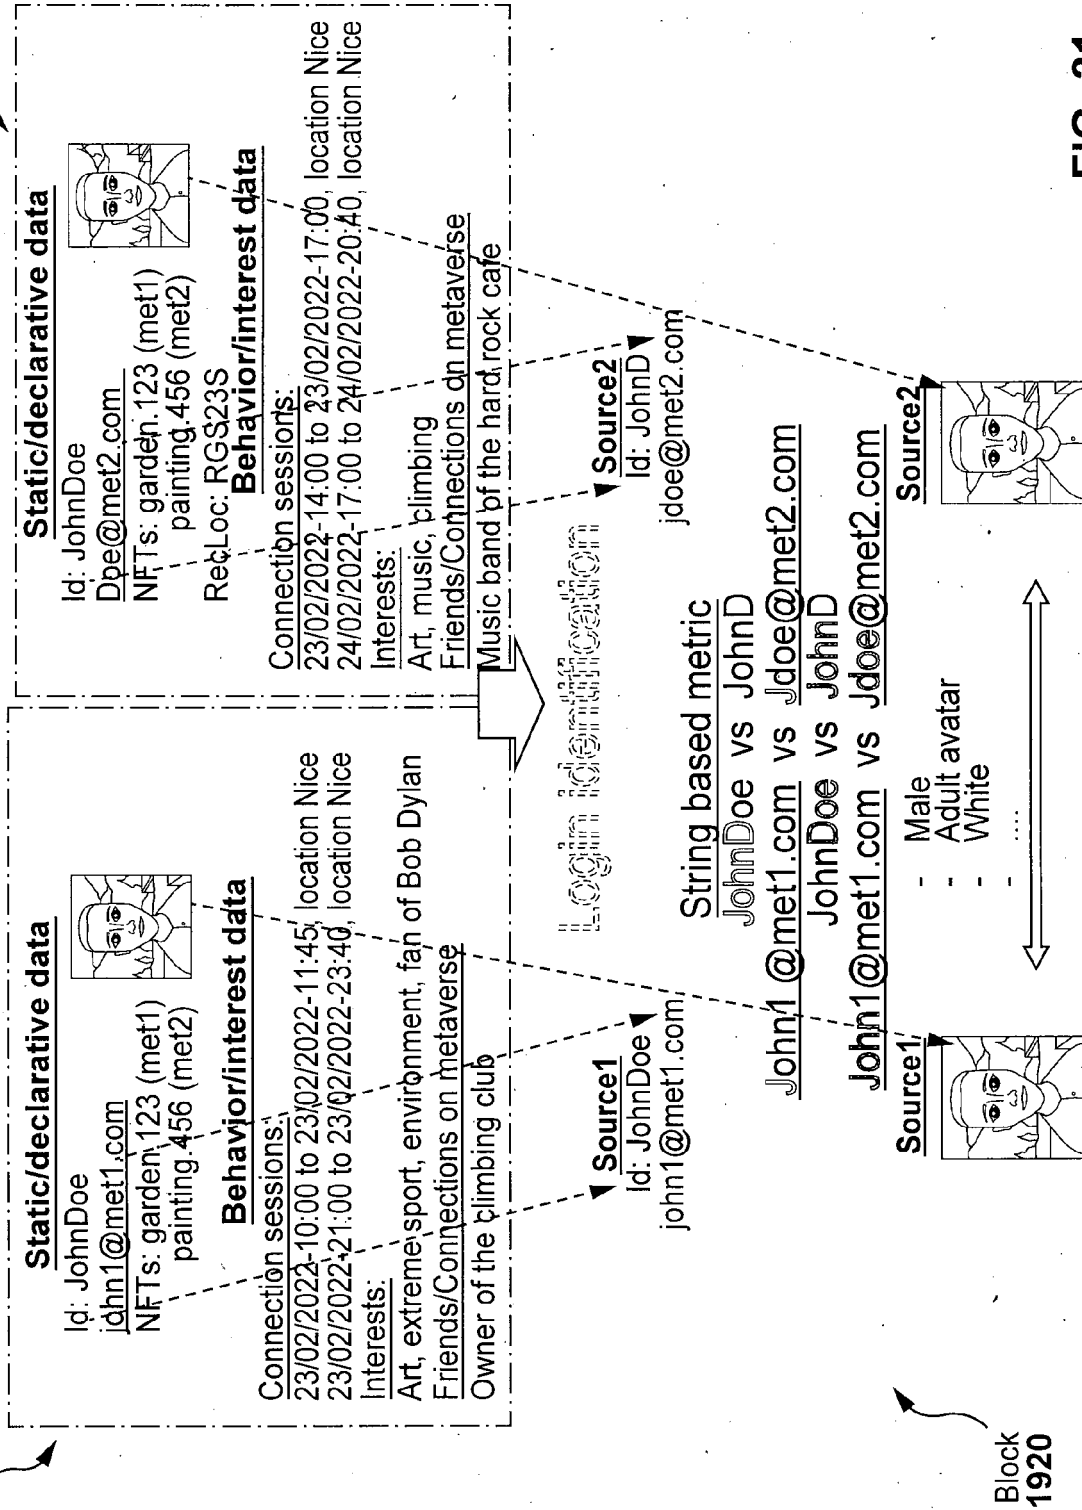 Static/declarative data
Id: JohnDoe
john1@met1.com
NFTs: garden.123 (met1)
painting.456 (met2)
Behavior/interest data
Connection sessions:
23/02/2022-10:00 to 23/02/2022-11:45, location Nice
23/02/2022-21:00 to 23/02/2022-23:40, location Nice
Interests:
Art, extreme sport, environment, fan of Bob Dylan
Friends/Connections on metaverse
Owner of the climbing club
Static/declarative data
Id: JohnDoe
Doe@met2.com
NFTs: garden.123 (met1)
painting.456 (met2)
RecLoc: RGS23S
Behavior/interest data
Connection sessions:
23/02/2022-14:00 to 23/02/2022-17:00, location Nice
24/02/2022-17:00 to 24/02/2022-20:40, location Nice
Interests:
Art, music, climbing
Friends/Connections on metaverse
Music band of the hard rock cafe
Login identification
Source1
Id: JohnDoe
john1@met1.com
Source2
Id: JohnD
jdoe@met2.com
String based metric
JohnDoe vs JohnD
John1 @met1.com vs Jdoe@met2.com
JohnDoe vs JohnD
John1@met1.com vs Jdoe@met2.com
Source1
- Male
- Adult avatar
- White
- ....
Source2
Block
1920